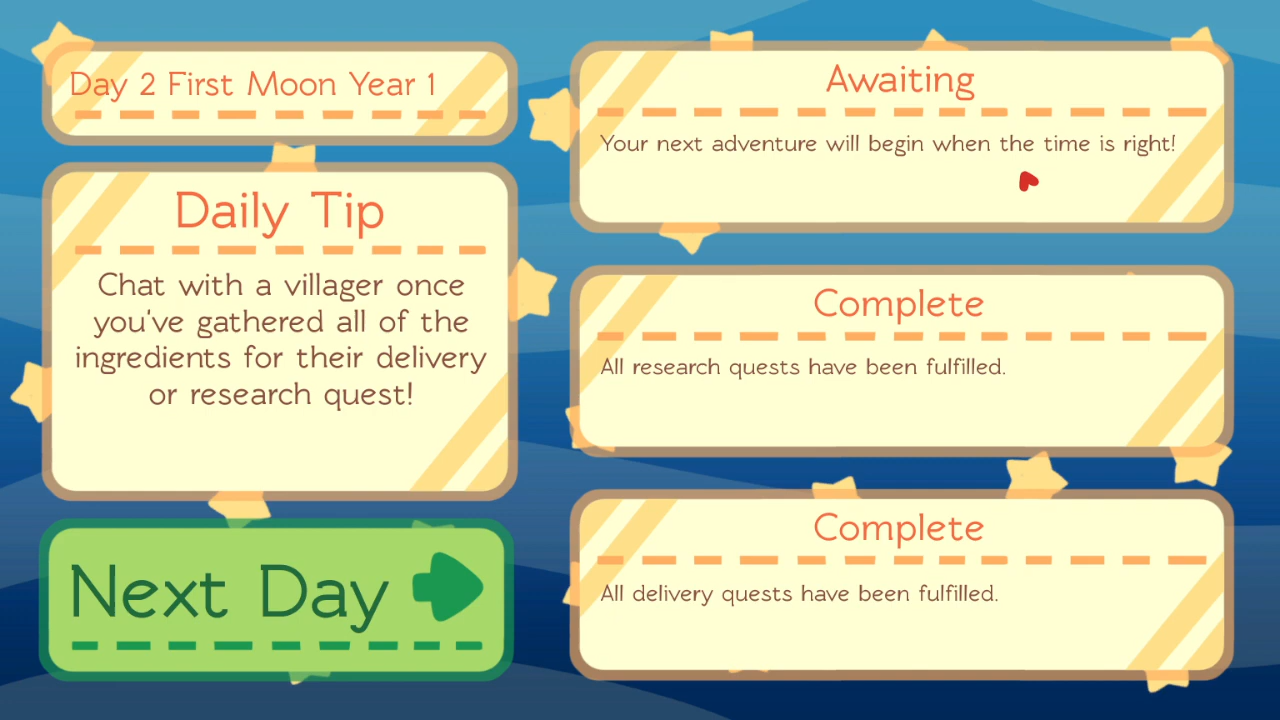 Day 2 First Moon Year 1
Daily Tip
Chat with a villager once
you've gathered all of the
ingredients for their delivery
or research quest!
Next Day
Awaiting
Your next adventure will begin when the time is right!
Complete
All research quests have been fulfilled.
Complete
All delivery quests have been fulfilled.